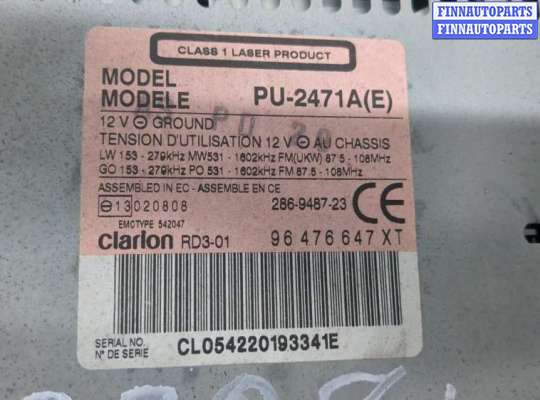 FINNAUTOPARTS
FINNAUTOPARTS
CLASS 1 LASER PRODUCT
MODEL
MODELE PU-2471A(E)
12 V ⊖ GROUND
TENSION D'UTILISATION 12 V ⊖ AU CHASSIS
LW 153 - 279kHz MW531 - 1602kHz FM(UKW) 87.5 - 108MHz
GO 153 - 279kHz PO 531 - 1602kHz FM 87.5 - 108MHz
ASSEMBLED IN EC - ASSEMBLE EN CE
13 020808 286-9487-23 CE
EMCTYPE 542047
clarion RD3-01 96 476 647 XT
SERIAL NO.
N° DE SERIE CL054220193341E